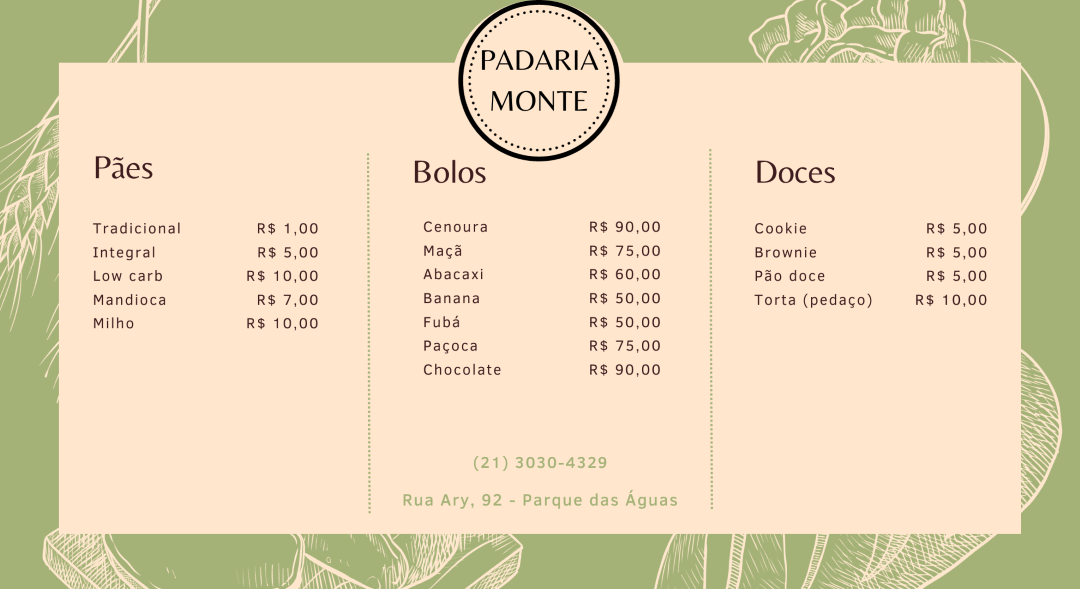 PADARIA
MONTE
Pães
Tradicional R$ 1,00
Integral R$ 5,00
Low carb R$ 10,00
Mandioca R$ 7,00
Milho R$ 10,00
Bolos
Cenoura R$ 90,00
Maçã R$ 75,00
Abacaxi R$ 60,00
Banana R$ 50,00
Fubá R$ 50,00
Paçoca R$ 75,00
Chocolate R$ 90,00
Doces
Cookie R$ 5,00
Brownie R$ 5,00
Pão doce R$ 5,00
Torta (pedaço) R$ 10,00
(21) 3030-4329
Rua Ary, 92 - Parque das Águas